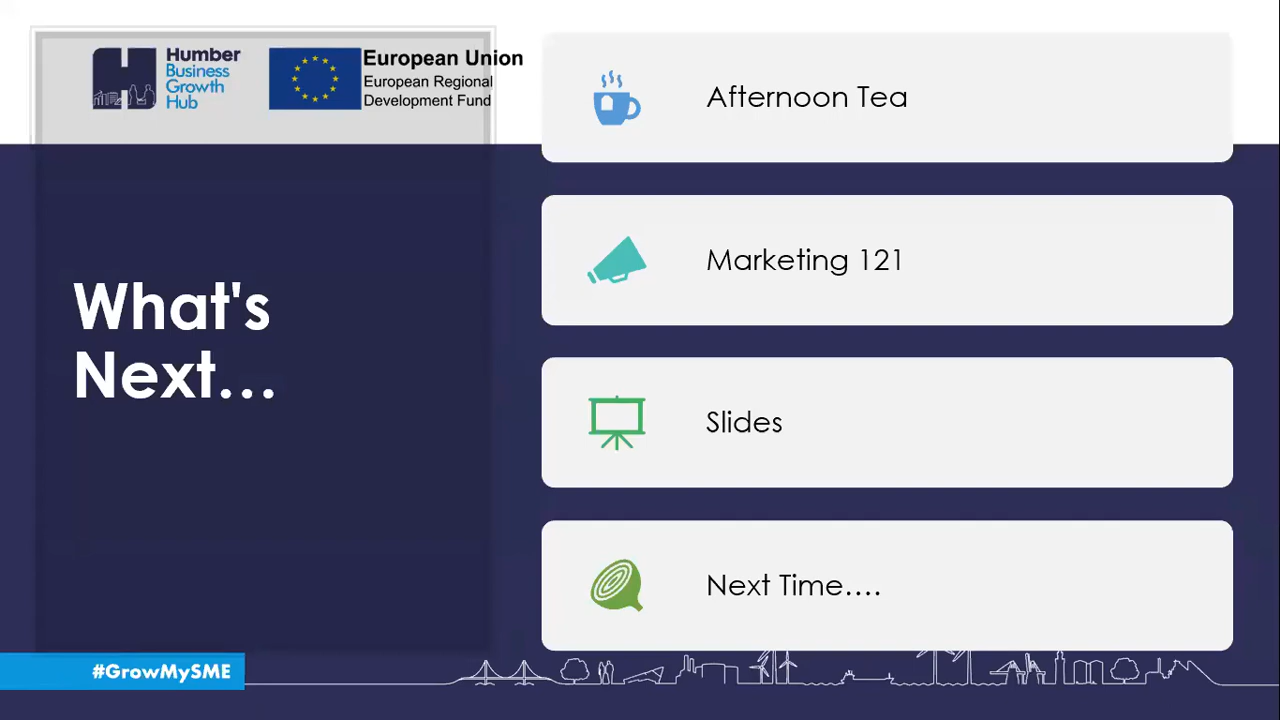 Humber
Business
Growth
Hub
European Union
European Regional
Development Fund
What's
Next...
Afternoon Tea
Marketing 121
Slides
Next Time....
#GrowMySME